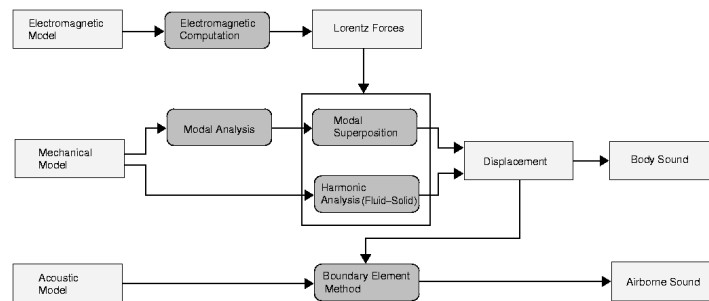 Electromagnetic
Model
Electromagnetic
Computation
Lorentz Forces
Mechanical
Model
Modal Analysis
Modal
Superposition
Harmonic
Analysis (Fluid–Solid)
Displacement
Body Sound
Acoustic
Model
Boundary Element
Method
Airborne Sound